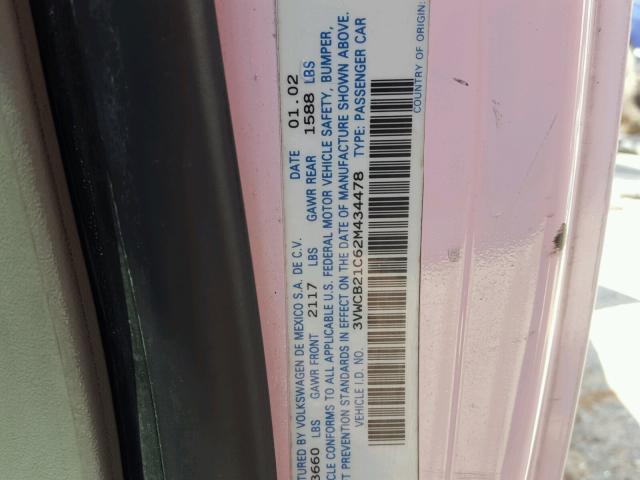 TURED BY VOLKSWAGEN DE MEXICO S.A. DE C.V. DATE 01.02
3660 LBS GAWR FRONT 2117 LBS GAWR REAR 1588 LBS
CLE CONFORMS TO ALL APPLICABLE U.S. FEDERAL MOTOR VEHICLE SAFETY, BUMPER,
T PREVENTION STANDARDS IN EFFECT ON THE DATE OF MANUFACTURE SHOWN ABOVE.
VEHICLE I.D. NO. 3VWCB21C62M434478 TYPE: PASSENGER CAR
COUNTRY OF ORIGIN: